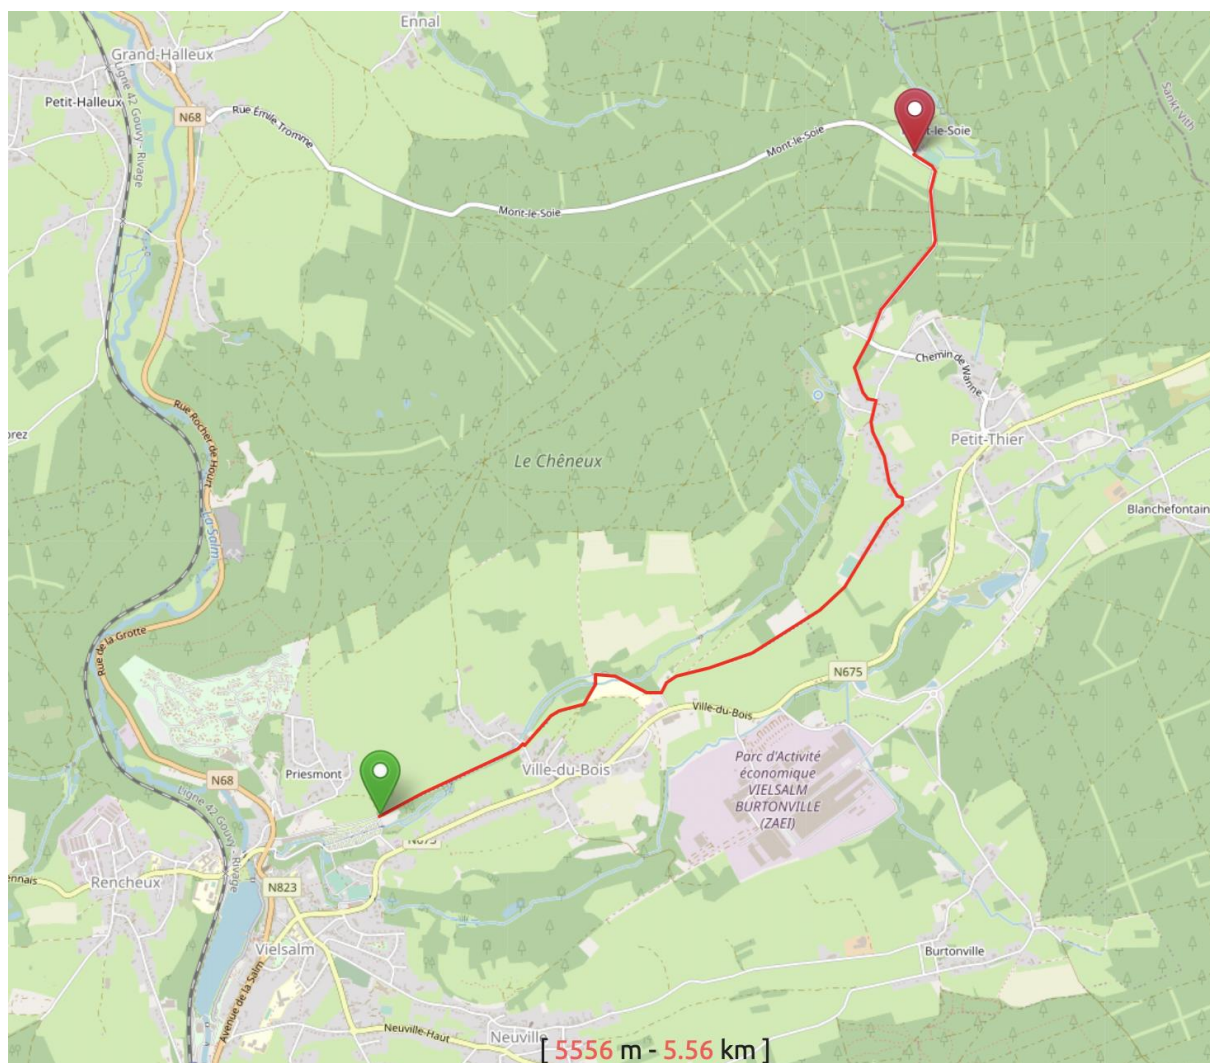 Ennal
Grand-Halleux
Petit-Halleux
Ligne 42 Gouvy - Rivage
N68
Rue Émile Tromme
Mont-le-Soie
Mont-le-Soie
Sankt Vith
Mont-le-Soie
Chemin de Wanne
Petit-Thier
Rue Rocher de Hourt
orez
Le Chêneux
La Salm
Blanchefontain
Rue de la Grotte
N675
Ville-du-Bois
Parc d'Activité
économique
VIELSALM
BURTONVILLE
(ZAEI)
Priesmont
Ville-du-Bois
N68
Ligne 42 Gouvy - Rivage
N675
ennais
Rencheux
N823
Vielsalm
Burtonville
Avenue de la Salm
Neuville-Haut
Neuville
[ 5556 m - 5.56 km ]